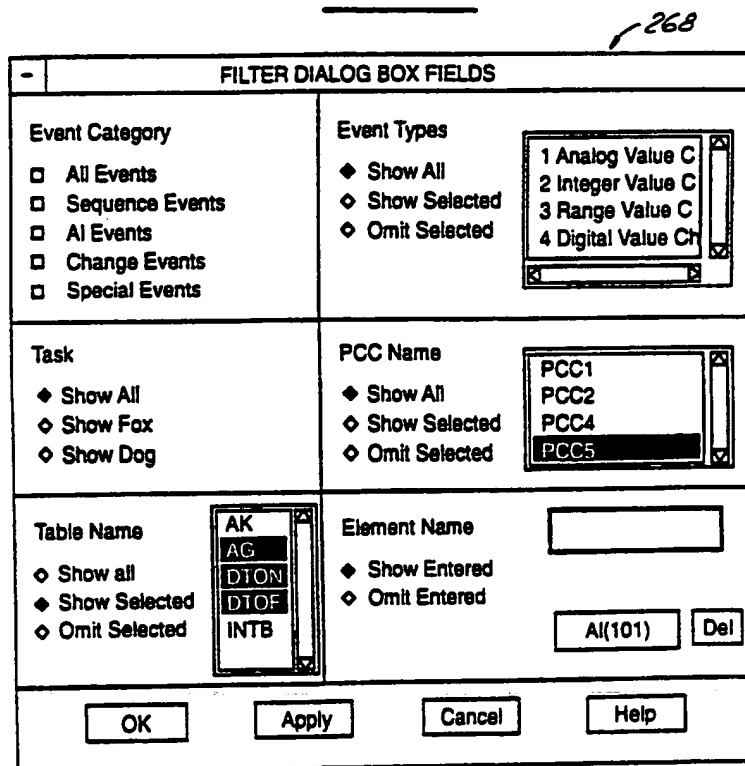 268
- FILTER DIALOG BOX FIELDS
Event Category
All Events
Sequence Events
AI Events
Change Events
Special Events
Event Types
Show All
Show Selected
Omit Selected
1 Analog Value C
2 Integer Value C
3 Range Value C
4 Digital Value Ch
Task
Show All
Show Fox
Show Dog
PCC Name
Show All
Show Selected
Omit Selected
PCC1
PCC2
PCC4
PCC5
Table Name
Show all
Show Selected
Omit Selected
AK
AG
DTON
DTOF
INTB
Element Name
Show Entered
Omit Entered
AI(101)
Del
OK
Apply
Cancel
Help